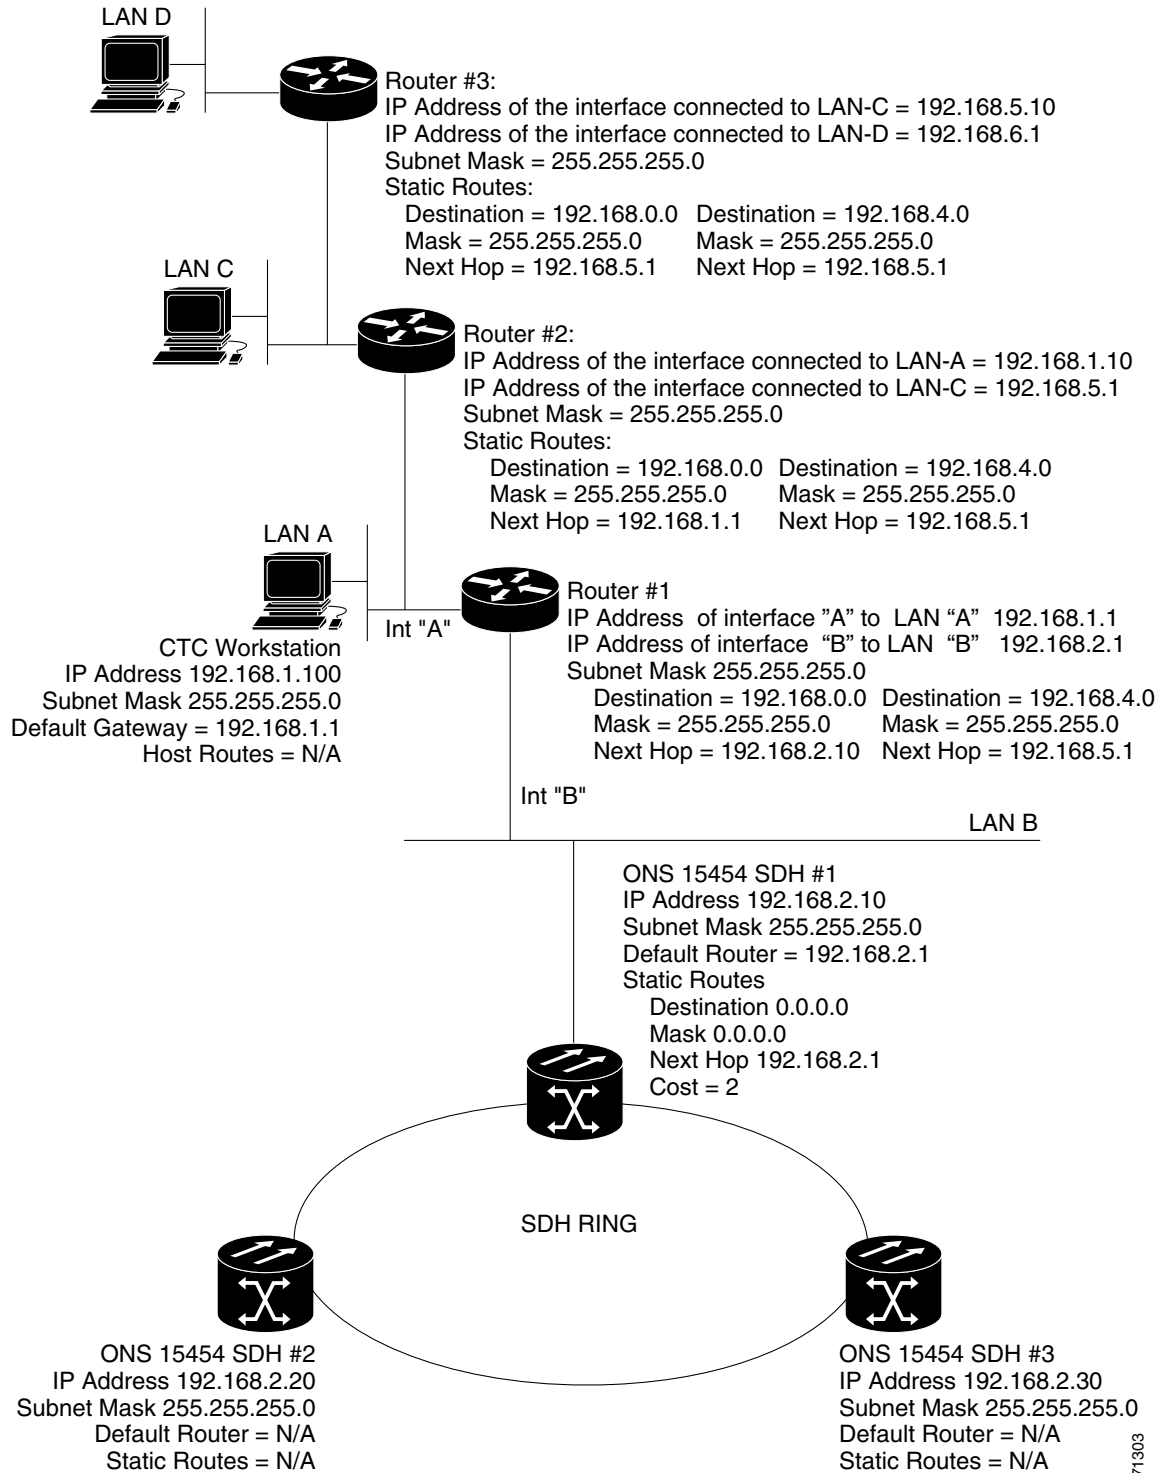 LAN D
Router #3:
IP Address of the interface connected to LAN-C = 192.168.5.10
IP Address of the interface connected to LAN-D = 192.168.6.1
Subnet Mask = 255.255.255.0
Static Routes:
Destination = 192.168.0.0 Destination = 192.168.4.0
Mask = 255.255.255.0 Mask = 255.255.255.0
Next Hop = 192.168.5.1 Next Hop = 192.168.5.1
LAN C
Router #2:
IP Address of the interface connected to LAN-A = 192.168.1.10
IP Address of the interface connected to LAN-C = 192.168.5.1
Subnet Mask = 255.255.255.0
Static Routes:
Destination = 192.168.0.0 Destination = 192.168.4.0
Mask = 255.255.255.0 Mask = 255.255.255.0
Next Hop = 192.168.1.1 Next Hop = 192.168.5.1
LAN A
Int "A"
CTC Workstation
IP Address 192.168.1.100
Subnet Mask 255.255.255.0
Default Gateway = 192.168.1.1
Host Routes = N/A
Router #1
IP Address of interface ”A” to LAN “A” 192.168.1.1
IP Address of interface “B” to LAN “B” 192.168.2.1
Subnet Mask 255.255.255.0
Destination = 192.168.0.0 Destination = 192.168.4.0
Mask = 255.255.255.0 Mask = 255.255.255.0
Next Hop = 192.168.2.10 Next Hop = 192.168.5.1
Int "B"
LAN B
ONS 15454 SDH #1
IP Address 192.168.2.10
Subnet Mask 255.255.255.0
Default Router = 192.168.2.1
Static Routes
Destination 0.0.0.0
Mask 0.0.0.0
Next Hop 192.168.2.1
Cost = 2
SDH RING
ONS 15454 SDH #2
IP Address 192.168.2.20
Subnet Mask 255.255.255.0
Default Router = N/A
Static Routes = N/A
ONS 15454 SDH #3
IP Address 192.168.2.30
Subnet Mask 255.255.255.0
Default Router = N/A
Static Routes = N/A
71303